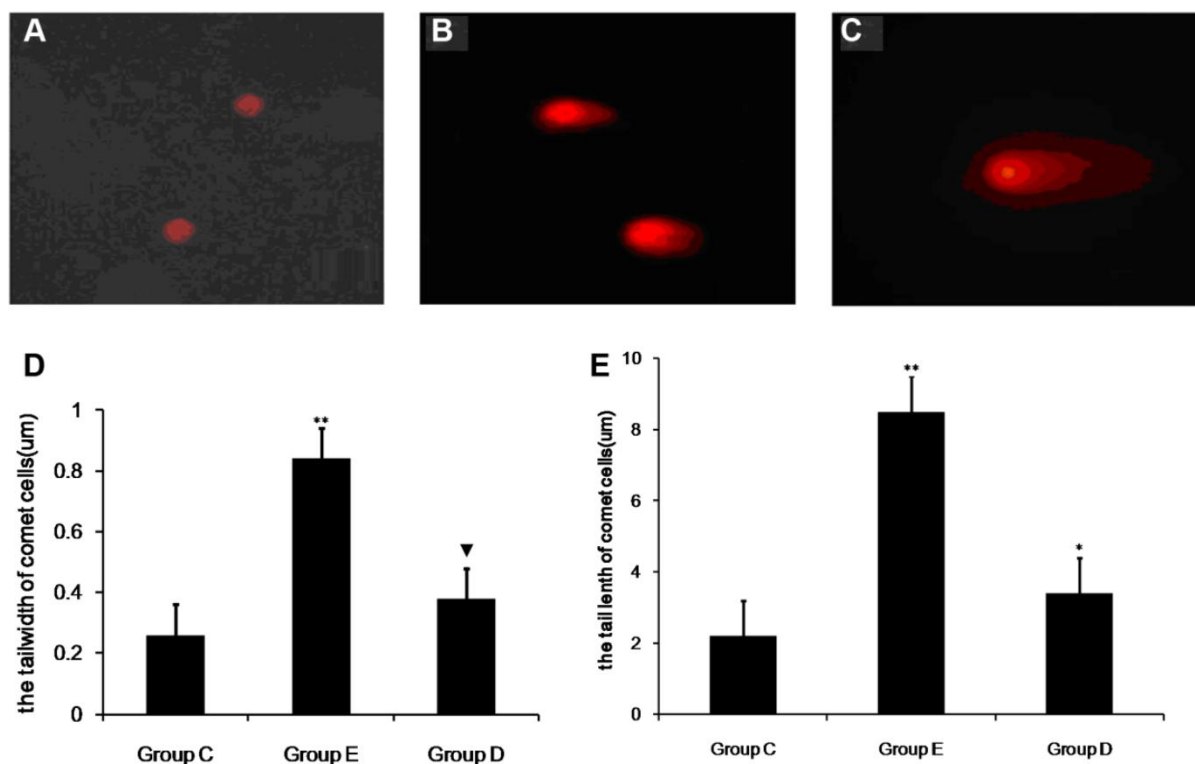 A
B
C
D
the tailwidth of comet cells(um)
1
0.8
0.6
0.4
0.2
0
**
▼
Group C
Group E
Group D
E
the tail lenth of comet cells(um)
10
8
6
4
2
0
**
*
Group C
Group E
Group D